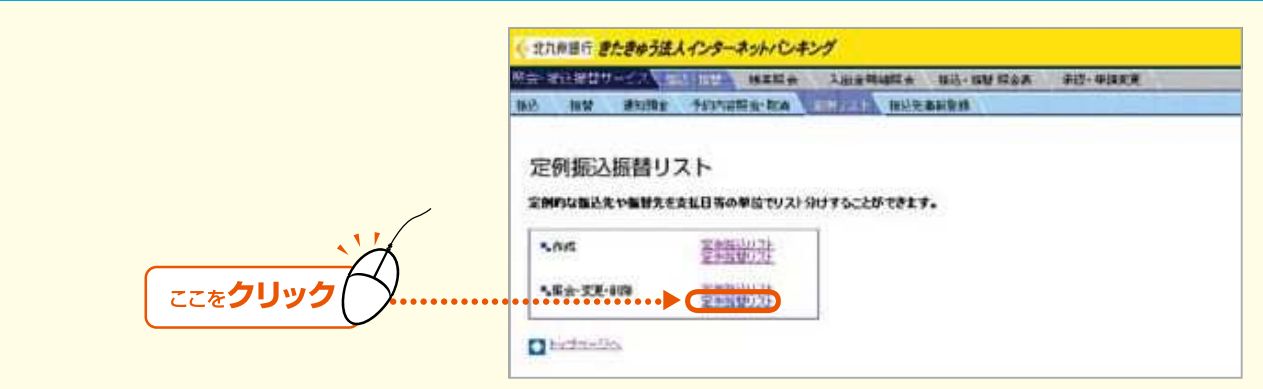 北九州銀行 きたきゅう法人インターネットバンキング
照会・振込振替サービス 振込・振替 残高照会 入出金明細照会 振込・振替 照会表 承認・申請変更
振込 振替 通知預金 予約内容照会・取消 定例リスト 振込先事前登録
定例振込振替リスト
定例的な振込先や振替先を支払日等の単位でリスト分けすることができます。
作成 定例振込リスト
定例振替リスト
照会・変更・削除 定例振込リスト
定例振替リスト
ここをクリック
トップページへ